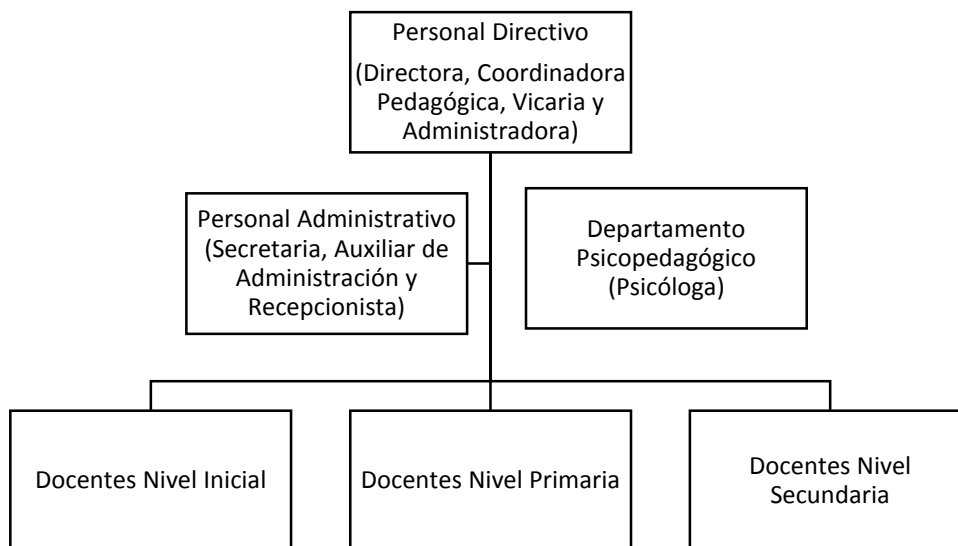 Personal Directivo
(Directora, Coordinadora
Pedagógica, Vicaria y
Administradora)
Personal Administrativo
(Secretaria, Auxiliar de
Administración y
Recepcionista)
Departamento
Psicopedagógico
(Psicóloga)
Docentes Nivel Inicial
Docentes Nivel Primaria
Docentes Nivel
Secundaria